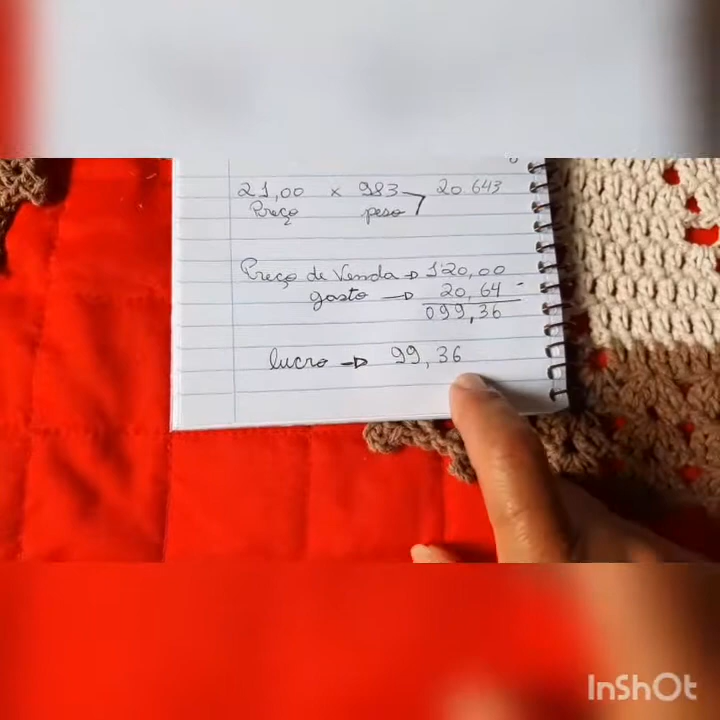 21,00 x 983 20.643
Preço peso
Preço de Venda → 120,00
gasto → 20,64 -
099,36
lucro → 99,36
InShOt